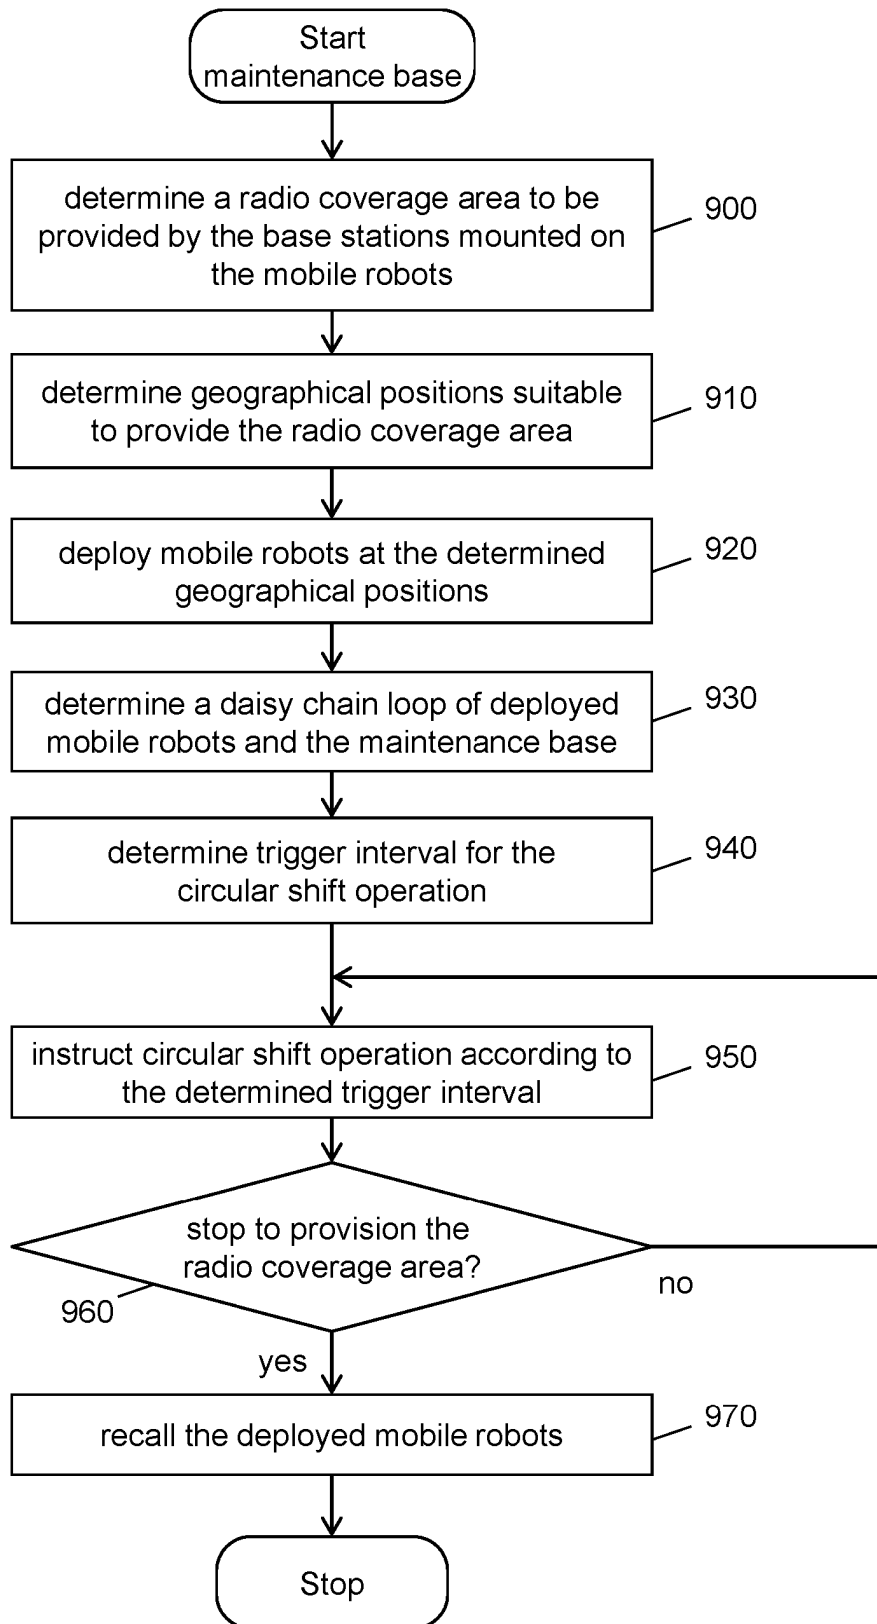 Start
maintenance base
determine a radio coverage area to be
provided by the base stations mounted on
the mobile robots
900
determine geographical positions suitable
to provide the radio coverage area
910
deploy mobile robots at the determined
geographical positions
920
determine a daisy chain loop of deployed
mobile robots and the maintenance base
930
determine trigger interval for the
circular shift operation
940
instruct circular shift operation according to
the determined trigger interval
950
stop to provision the
radio coverage area?
960
no
yes
recall the deployed mobile robots
970
Stop